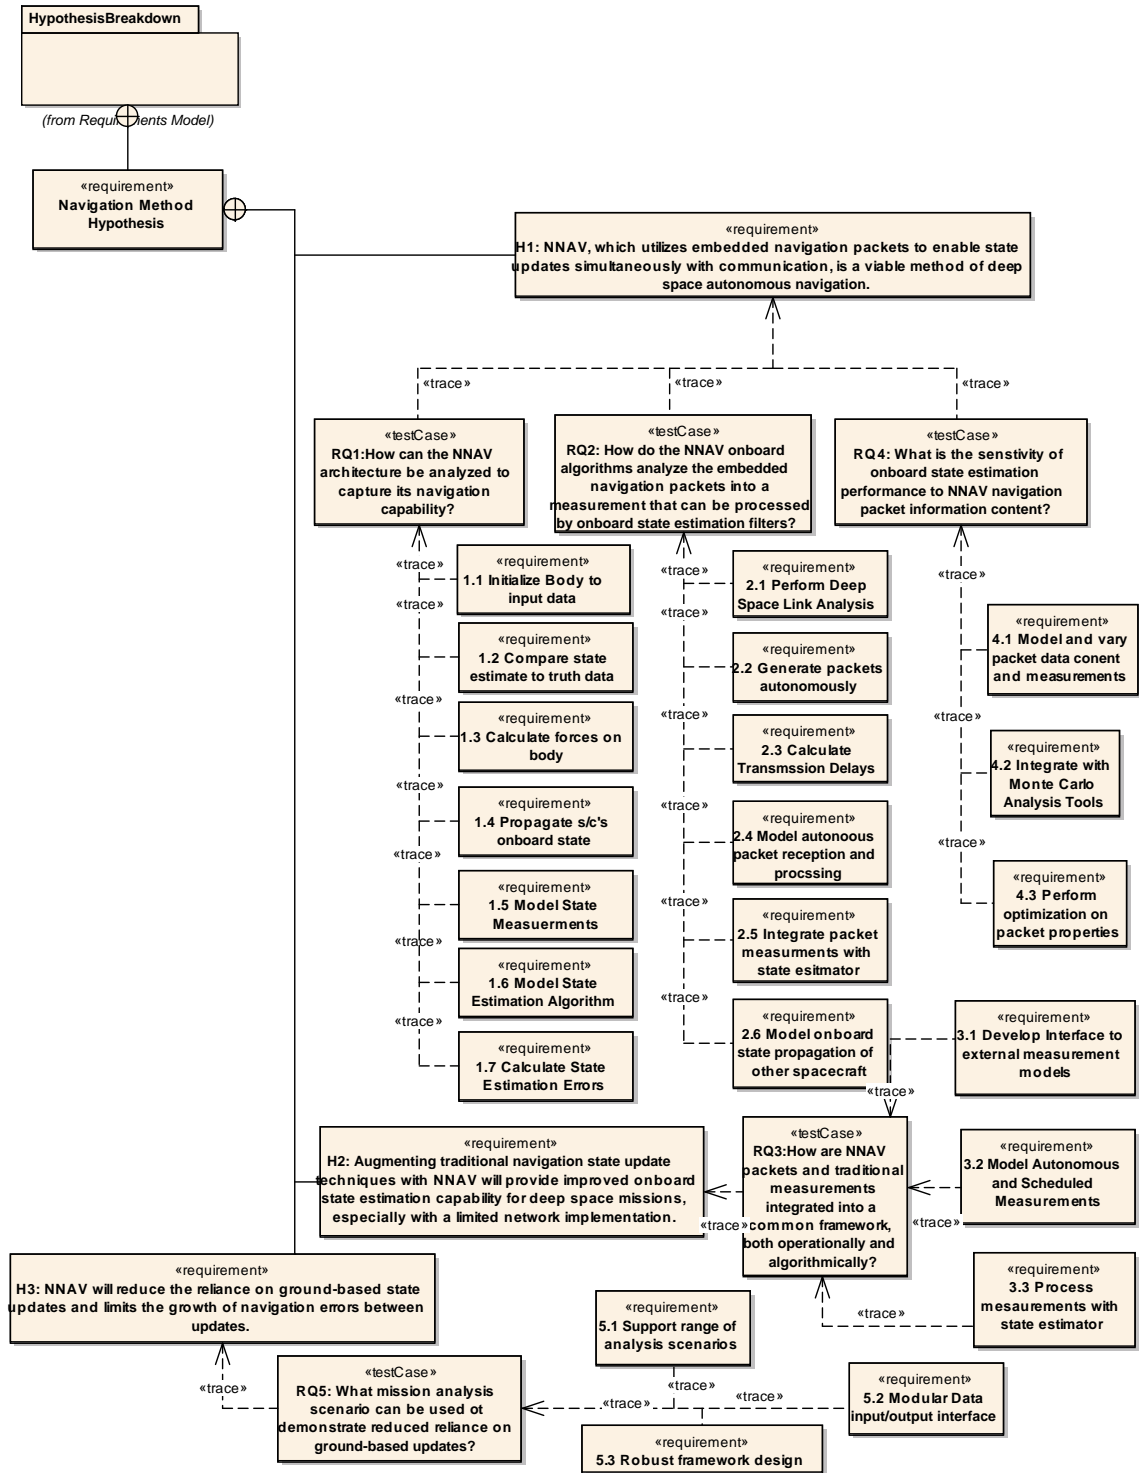 HypothesisBreakdown
(from Requirements Model)
«requirement»
Navigation Method
Hypothesis
«requirement»
H1: NNAV, which utilizes embedded navigation packets to enable state
updates simultaneously with communication, is a viable method of deep
space autonomous navigation.
«trace»
«trace»
«trace»
«testCase»
RQ1:How can the NNAV
architecture be analyzed to
capture its navigation
capability?
«testCase»
RQ2: How do the NNAV onboard
algorithms analyze the embedded
navigation packets into a
measurement that can be processed
by onboard state estimation filters?
«testCase»
RQ4: What is the senstivity of
onboard state estimation
performance to NNAV navigation
packet information content?
«trace»
«requirement»
1.1 Initialize Body to
input data
«trace»
«requirement»
1.2 Compare state
estimate to truth data
«trace»
«requirement»
1.3 Calculate forces on
body
«trace»
«requirement»
1.4 Propagate s/c's
onboard state
«trace»
«requirement»
1.5 Model State
Measuerments
«trace»
«requirement»
1.6 Model State
Estimation Algorithm
«trace»
«requirement»
1.7 Calculate State
Estimation Errors
«trace»
«requirement»
2.1 Perform Deep
Space Link Analysis
«trace»
«requirement»
2.2 Generate packets
autonomously
«trace»
«requirement»
2.3 Calculate
Transmssion Delays
«trace»
«requirement»
2.4 Model autonoous
packet reception and
procssing
«trace»
«requirement»
2.5 Integrate packet
measurments with
state esitmator
«trace»
«requirement»
2.6 Model onboard
state propagation of
other spacecraft
«trace»
«requirement»
4.1 Model and vary
packet data conent
and measurements
«trace»
«requirement»
4.2 Integrate with
Monte Carlo
Analysis Tools
«trace»
«requirement»
4.3 Perform
optimization on
packet properties
«requirement»
3.1 Develop Interface to
external measurement
models
«trace»
«requirement»
H2: Augmenting traditional navigation state update
techniques with NNAV will provide improved onboard
state estimation capability for deep space missions,
especially with a limited network implementation.
«trace»
«testCase»
RQ3:How are NNAV
packets and traditional
measurements
integrated into a
common framework,
both operationally and
algorithmically?
«requirement»
3.2 Model Autonomous
and Scheduled
Measurements
«trace»
«requirement»
3.3 Process
mesaurements with
state estimator
«trace»
«requirement»
H3: NNAV will reduce the reliance on ground-based state
updates and limits the growth of navigation errors between
updates.
«trace»
«testCase»
RQ5: What mission analysis
scenario can be used ot
demonstrate reduced reliance on
ground-based updates?
«requirement»
5.1 Support range of
analysis scenarios
«trace»
«trace»
«trace»
«requirement»
5.2 Modular Data
input/output interface
«requirement»
5.3 Robust framework design